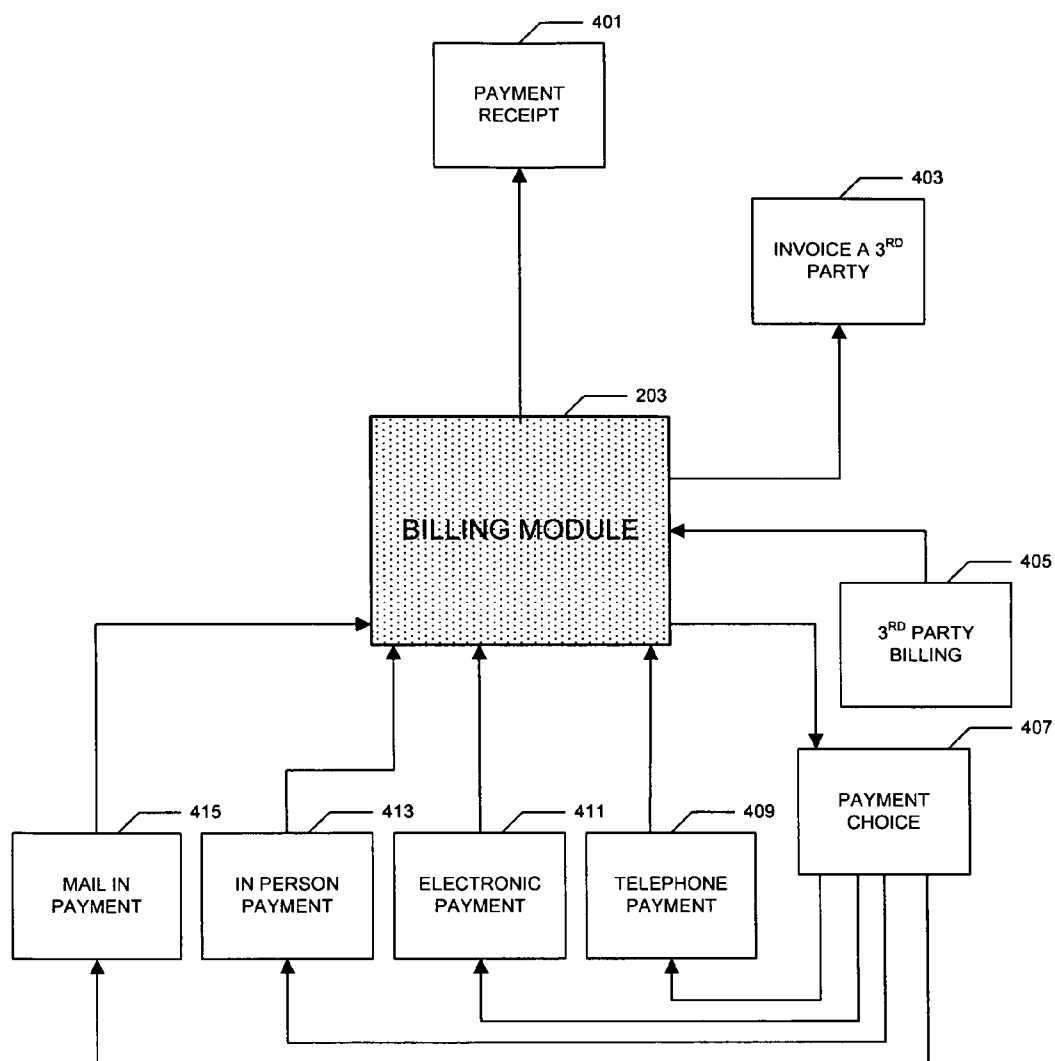 401
PAYMENT
RECEIPT
403
INVOICE A 3RD
PARTY
203
BILLING MODULE
405
3RD PARTY
BILLING
407
PAYMENT
CHOICE
415
MAIL IN
PAYMENT
413
IN PERSON
PAYMENT
411
ELECTRONIC
PAYMENT
409
TELEPHONE
PAYMENT